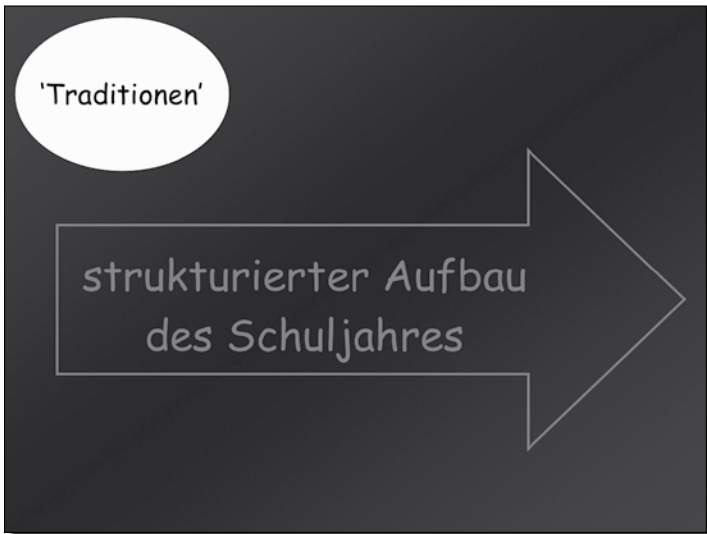 ‘Traditionen’
strukturierter Aufbau
des Schuljahres